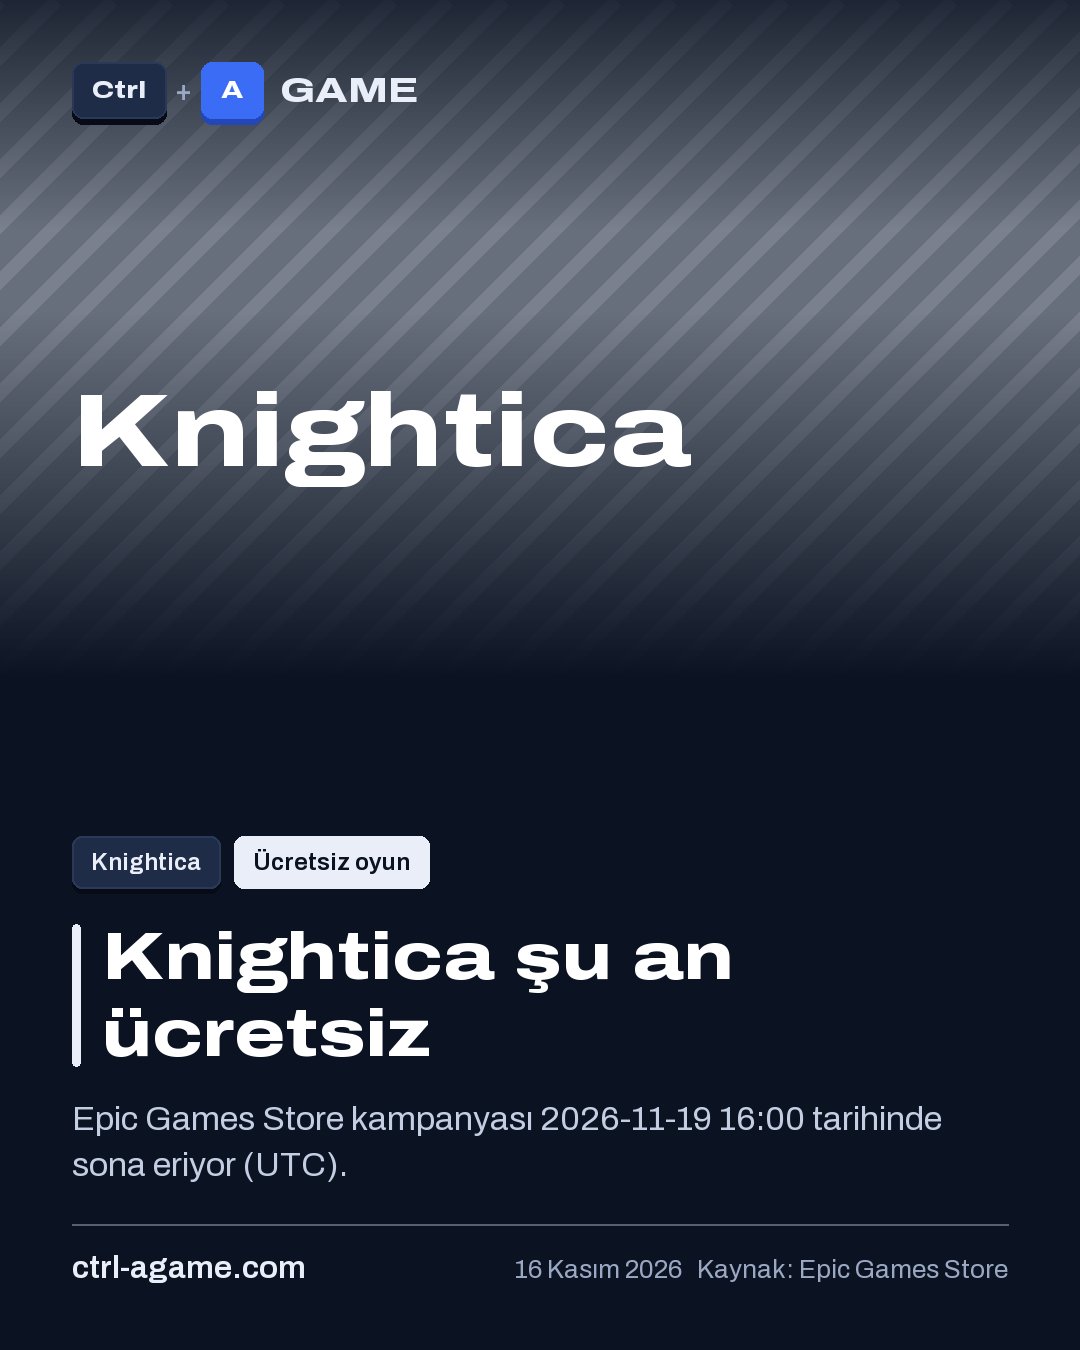 Ctrl + A GAME
Knightica
Knightica Ücretsiz oyun
Knightica şu an
ücretsiz
Epic Games Store kampanyası 2026-11-19 16:00 tarihinde
sona eriyor (UTC).
ctrl-agame.com 16 Kasım 2026 Kaynak: Epic Games Store